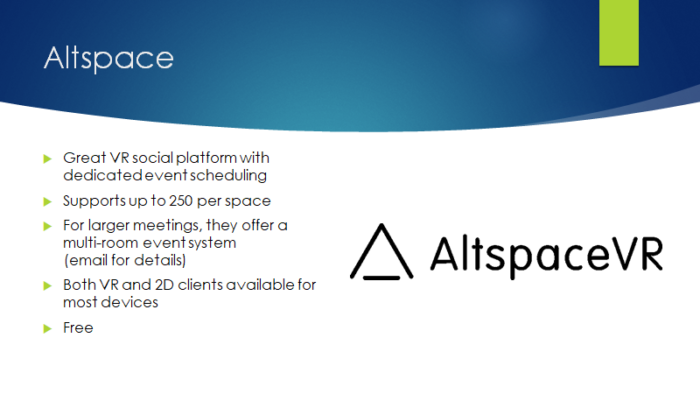 Altspace
Great VR social platform with
dedicated event scheduling
Supports up to 250 per space
For larger meetings, they offer a
multi-room event system
(email for details)
Both VR and 2D clients available for
most devices
Free
AltspaceVR